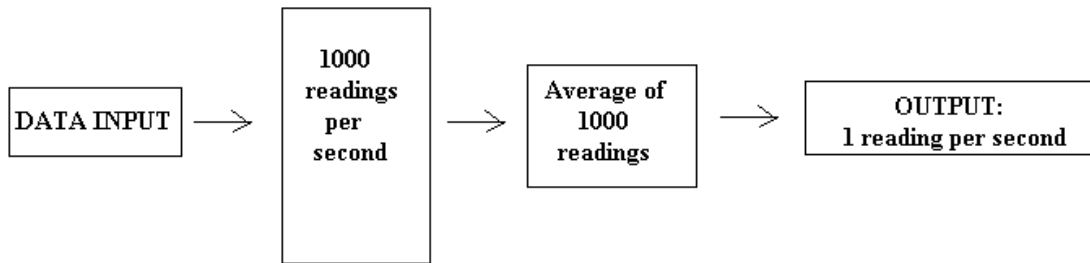 DATA INPUT
1000
readings
per
second
Average of
1000
readings
OUTPUT:
1 reading per second